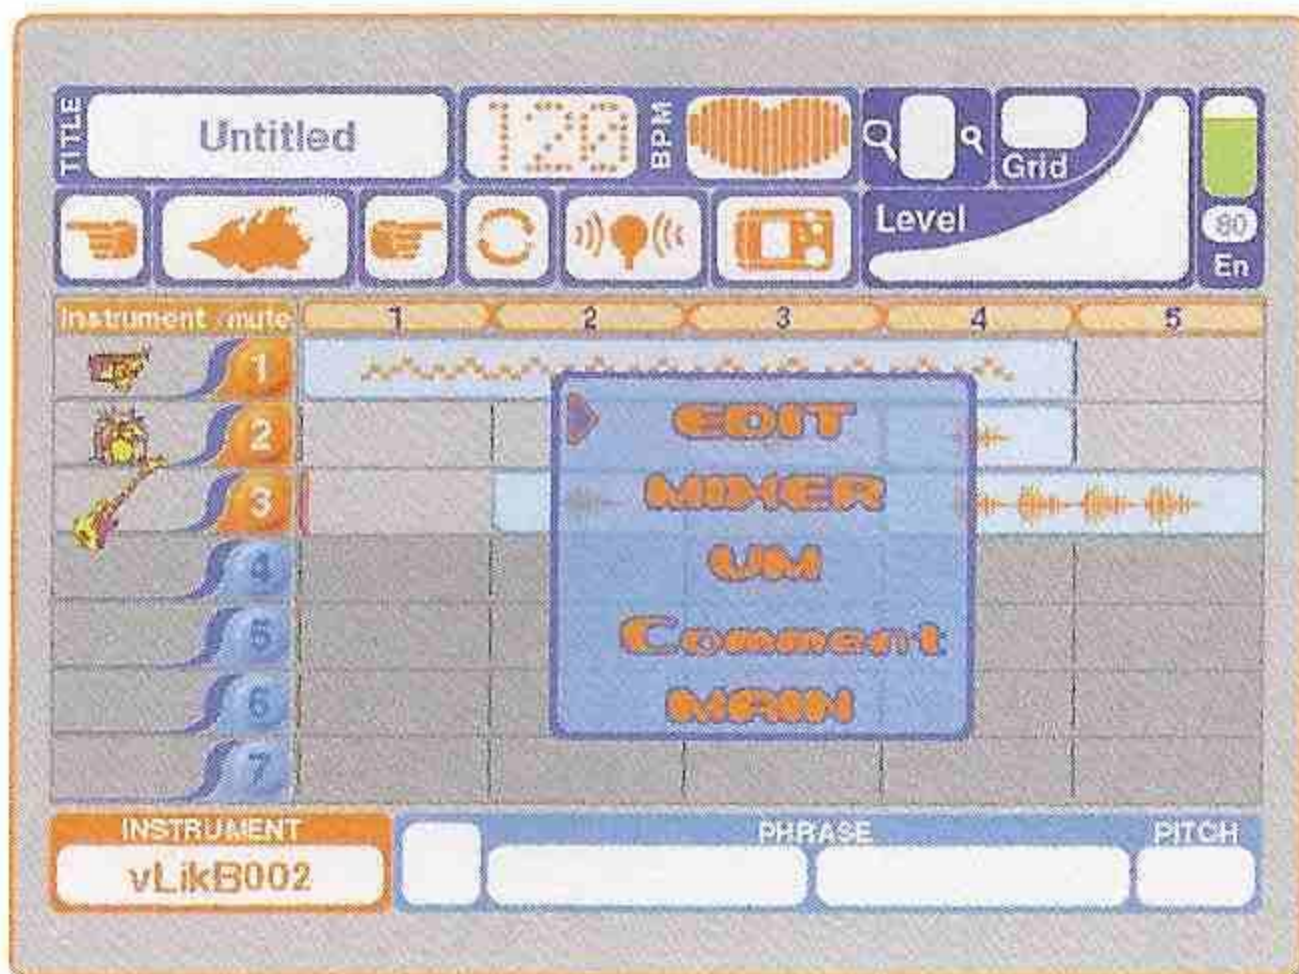 TITLE
Untitled
128
BPM
Grid
Level
80
En
Instrument mute
1 2 3 4 5
1
2
3
4
5
6
7
EDIT
MIXER
UM
Comment
MAIN
INSTRUMENT
vLikB002
PHRASE
PITCH